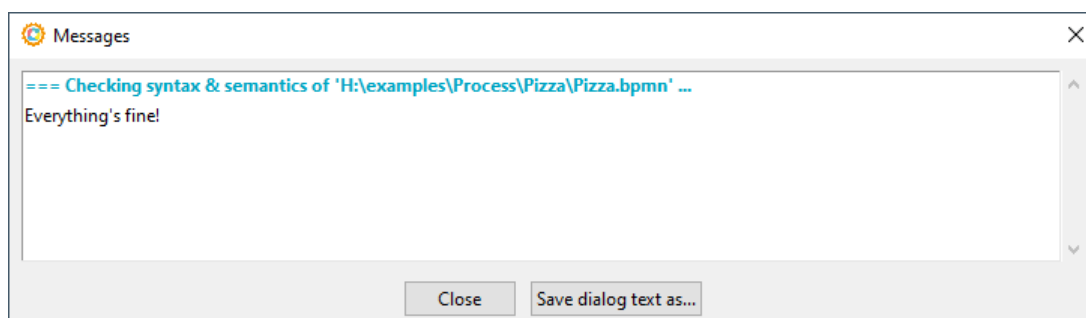 Messages
=== Checking syntax & semantics of 'H:\examples\Process\Pizza\Pizza.bpmn' ...
Everything's fine!
Close Save dialog text as...